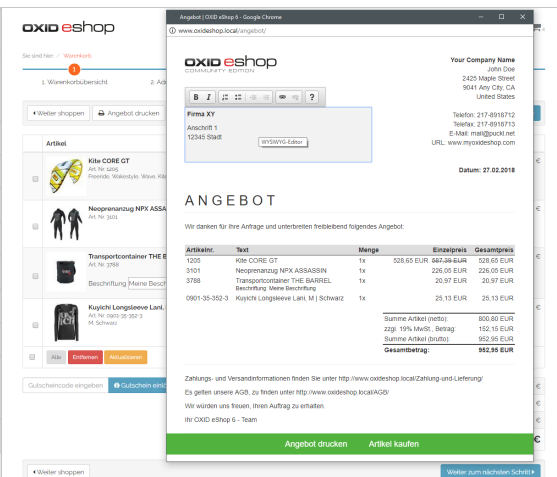 OXID eshop
Sie sind hier: / Warenkorb
1
1. Warenkorbübersicht
2. Ad
Weiter shoppen
Angebot drucken
Artikel
Kite CORE GT
Art. Nr. 1205
Freeride, Wakestyle, Wave, Kite
Neoprenanzug NPX ASSA
Art. Nr. 3101
Transportcontainer THE B
Art. Nr. 3788
Beschriftung Meine Besch
Kuyichi Longsleeve Lani,
Art. Nr. 0901-35-352-3
M, Schwarz
Alle
Entfernen
Aktualisieren
Gutscheincode eingeben
Gutschein einlö
Weiter shoppen
Weiter zum nächsten Schritt
€
€
€
€
€
€
€
€
Angebot | OXID eShop 6 - Google Chrome
www.oxideshop.local/angebot/
OXID eshop
COMMUNITY EDITION
Your Company Name
John Doe
2425 Maple Street
9041 Any City, CA
United States
Telefon: 217-8918712
Telefax: 217-8918713
E-Mail: mail@puckl.net
URL: www.myoxideshop.com
Datum: 27.02.2018
B I ?
Firma XY
Anschrift 1
12345 Stadt
WYSIWYG-Editor
ANGEBOT
Wir danken für Ihre Anfrage und unterbreiten freibleibend folgendes Angebot:
Artikelnr. Text Menge Einzelpreis Gesamtpreis
1205 Kite CORE GT 1x 528,65 EUR 587,39 EUR 528,65 EUR
3101 Neoprenanzug NPX ASSASSIN 1x 226,05 EUR 226,05 EUR
3788 Transportcontainer THE BARREL 1x 20,97 EUR 20,97 EUR
Beschriftung: Meine Beschriftung
0901-35-352-3 Kuyichi Longsleeve Lani, M | Schwarz 1x 25,13 EUR 25,13 EUR
Summe Artikel (netto): 800,80 EUR
zzgl. 19% MwSt., Betrag: 152,15 EUR
Summe Artikel (brutto): 952,95 EUR
Gesamtbetrag: 952,95 EUR
Zahlungs- und Versandinformationen finden Sie unter http://www.oxideshop.local/Zahlung-und-Lieferung/
Es gelten unsere AGB, zu finden unter http://www.oxideshop.local/AGB/
Wir würden uns freuen, Ihren Auftrag zu erhalten.
Ihr OXID eShop 6 - Team
Angebot drucken
Artikel kaufen